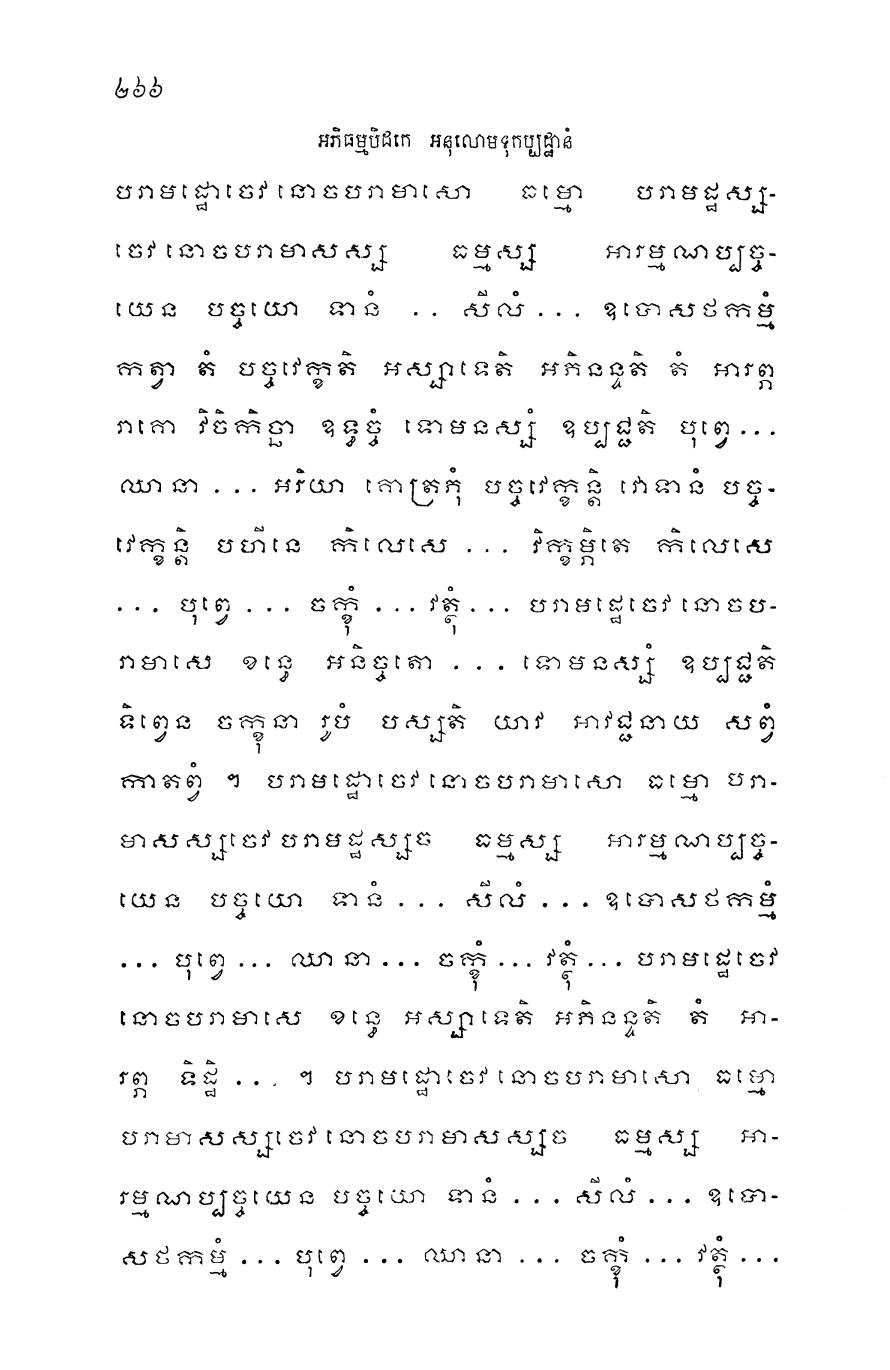 ២៦៦
អភិធម្មបិដកេ អនុលោមទុកប្បដ្ឋានំ
បរាមដ្ឋោចេវ នោចបរាមាសោ ធម្មោ បរាមដ្ឋស្ស-
ចេវ នោចបរាមាសស្ស ធម្មស្ស អារម្មណប្បច្ច-
យេន បច្ចយោ ទានំ .. សីលំ... ឧបោសថកម្មំ
កត្វា តំ បច្ចវេក្ខតិ អស្សាទេតិ អភិនន្ទតិ តំ អារព្ភ
រាគោ វិចិកិច្ឆា ឧទ្ធច្ចំ ទោមនស្សំ ឧប្បជ្ជតិ បុព្វេ...
ឈានា ... អរិយា គោត្រភុំ បច្ចវេក្ខន្តិ វោទានំ បច្ច-
វេក្ខន្តិ បហីនេ កិលេសេ ... វិក្ខម្ភិតេ កិលេសេ
... បុព្វេ ... ចក្ខុំ ... វត្ថុំ ... បរាមដ្ឋេចេវ នោចប-
រាមាសេ ខន្ធេ អនិច្ចតោ ... ទោមនស្សំ ឧប្បជ្ជតិ
ទិព្វេន ចក្ខុនា រូបំ បស្សតិ យាវ អាវជ្ជនាយ សព្វំ
កាតព្វំ ។ បរាមដ្ឋោចេវ នោចបរាមាសោ ធម្មោ បរា-
មាសស្សចេវ បរាមដ្ឋស្សច ធម្មស្ស អារម្មណប្បច្ច-
យេន បច្ចយោ ទានំ ... សីលំ ... ឧបោសថកម្មំ
... បុព្វេ ... ឈានា ... ចក្ខុំ ... វត្ថុំ ... បរាមដ្ឋេចេវ
នោចបរាមាសេ ខន្ធេ អស្សាទេតិ អភិនន្ទតិ តំ អា-
រព្ភ ទិដ្ឋិ ... ។ បរាមដ្ឋោចេវ នោចបរាមាសោ ធម្មោ
បរាមាសស្សចេវ នោចបរាមាសស្សច ធម្មស្ស អា-
រម្មណប្បច្ចយេន បច្ចយោ ទានំ ... សីលំ ... ឧបោ-
សថកម្មំ ... បុព្វេ ... ឈានា ... ចក្ខុំ ... វត្ថុំ ...